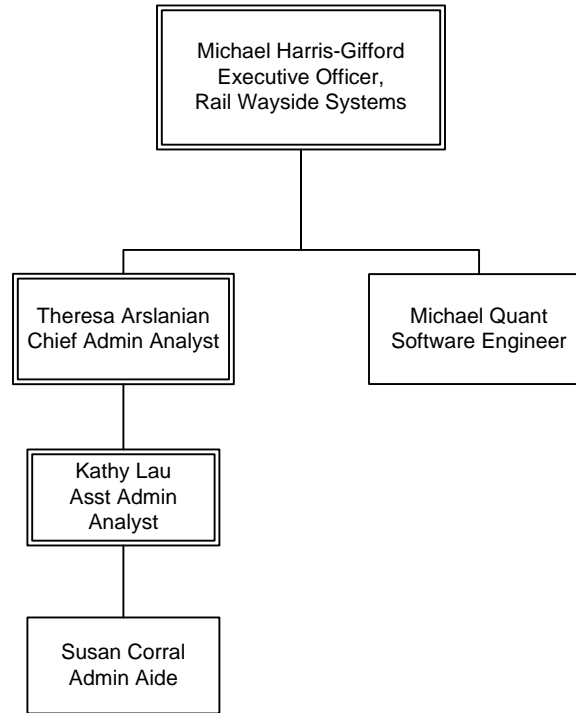 Michael Harris-Gifford
Executive Officer,
Rail Wayside Systems
Theresa Arslanian
Chief Admin Analyst
Michael Quant
Software Engineer
Kathy Lau
Asst Admin
Analyst
Susan Corral
Admin Aide